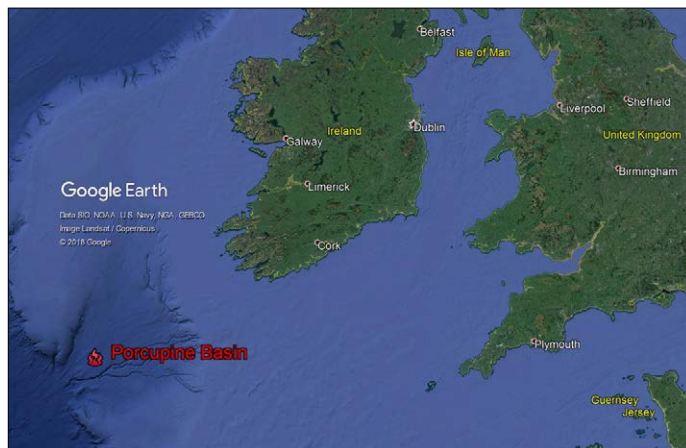 Belfast
Isle of Man
Liverpool
Sheffield
Ireland
Dublin
United Kingdom
Galway
Birmingham
Limerick
Google Earth
Data SIO, NOAA, U.S. Navy, NGA, GEBCO
Image Landsat / Copernicus
© 2018 Google
Cork
Porcupine Basin
Plymouth
Guernsey
Jersey